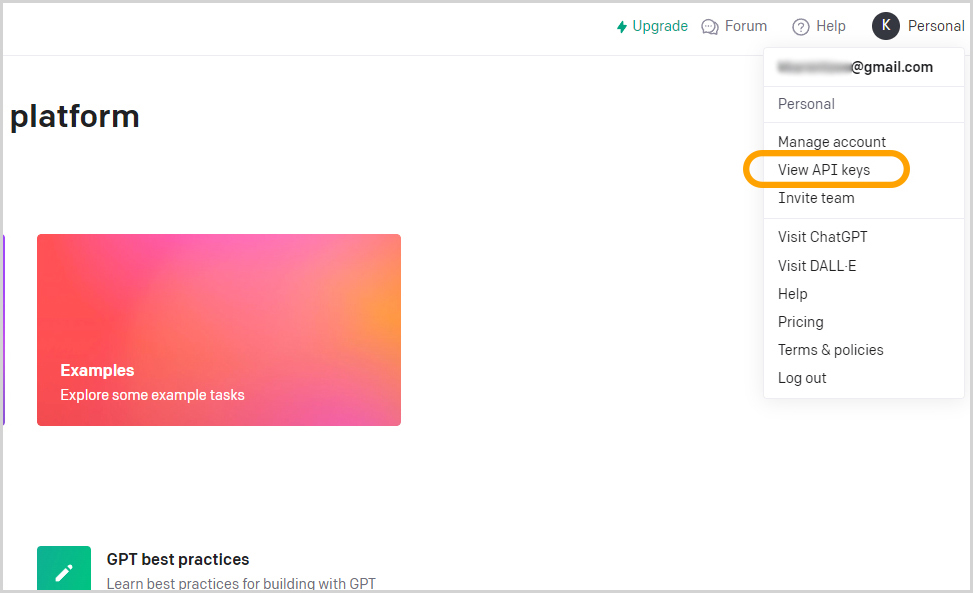 Upgrade Forum Help K Personal
@gmail.com
Personal
Manage account
View API keys
Invite team
Visit ChatGPT
Visit DALL·E
Help
Pricing
Terms & policies
Log out
platform
Examples
Explore some example tasks
GPT best practices
Learn best practices for building with GPT